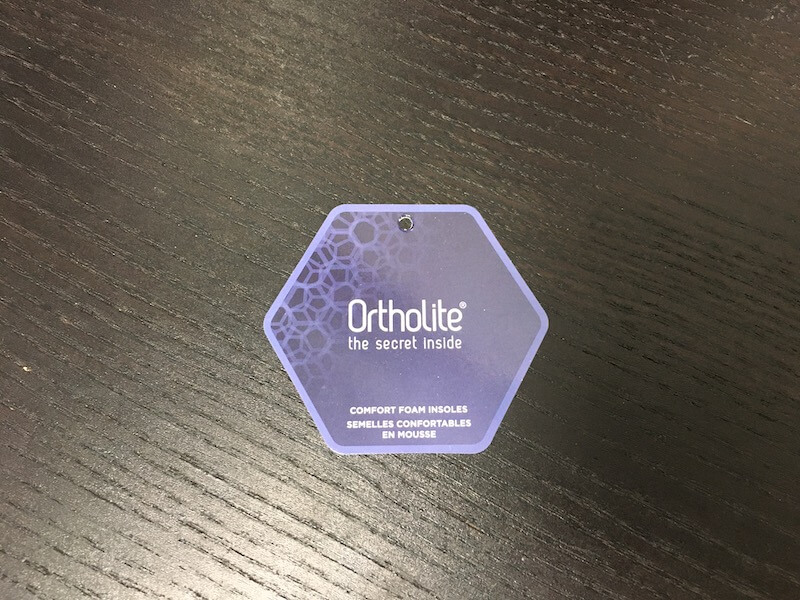 Ortholite®
the secret inside
COMFORT FOAM INSOLES
SEMELLES CONFORTABLES
EN MOUSSE